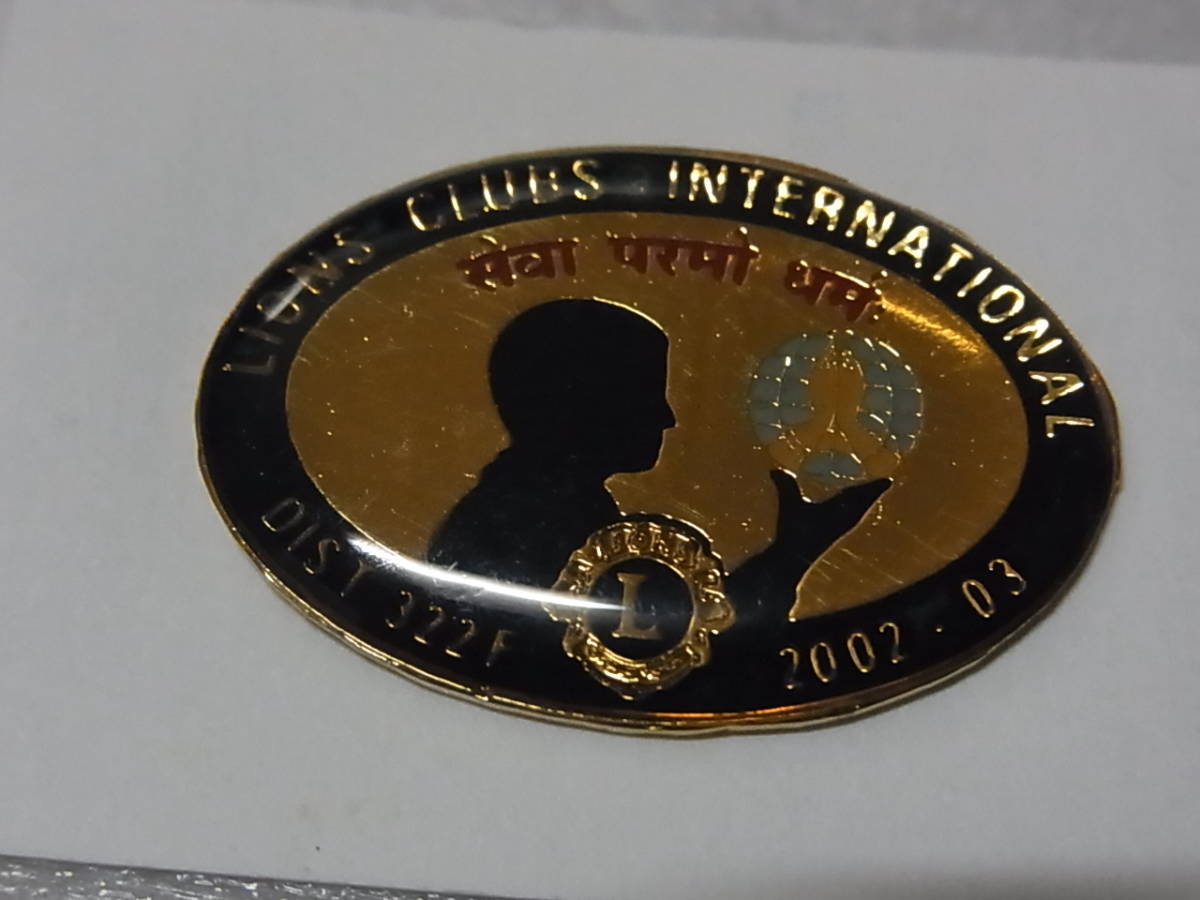 LIONS CLUBS INTERNATIONAL
सेवा परमो धर्मः
L
DIST 322F 2002-03